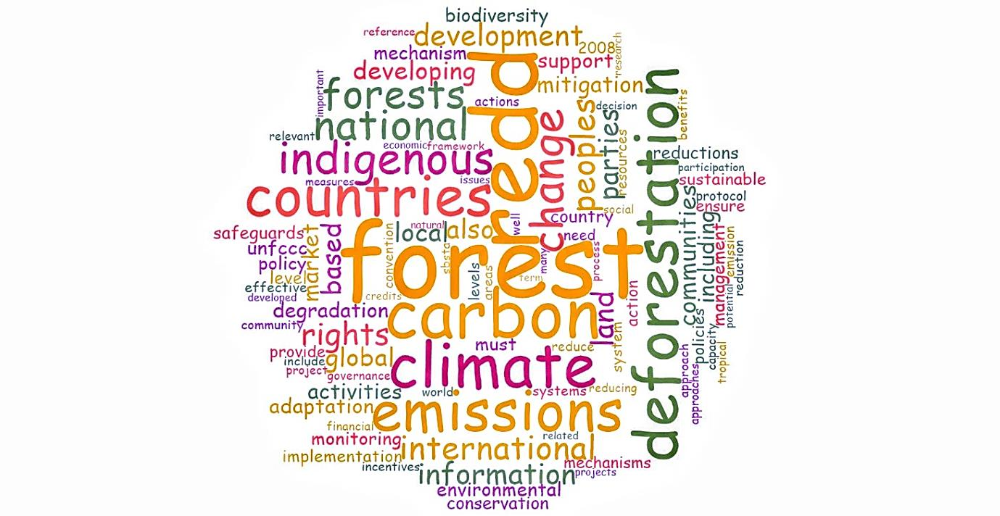 biodiversity
reference
development
mechanism
2008
research
support
developing
redd
mitigation
important
forests
actions
decision
deforestation
national
relevant
change
peoples
parties
resources
benefits
economic
framework
indigenous
reductions
participation
measures
issues
sustainable
countries
protocol
ensure
social
country
well
need
natural
safeguards
local
also
unfccc
market
based
forest
convention
sbsta
many
process
communities
including
management
emission
reduction
policy
level
levels
areas
term
effective
developed
credits
potential
degradation
carbon
land
action
community
rights
policies
capacity
tropical
provide
must
reduce
system
include
global
climate
approach
approaches
project
governance
activities
world
systems
reducing
adaptation
emissions
financial
monitoring
international
related
implementation
incentives
information
mechanisms
projects
environmental
conservation